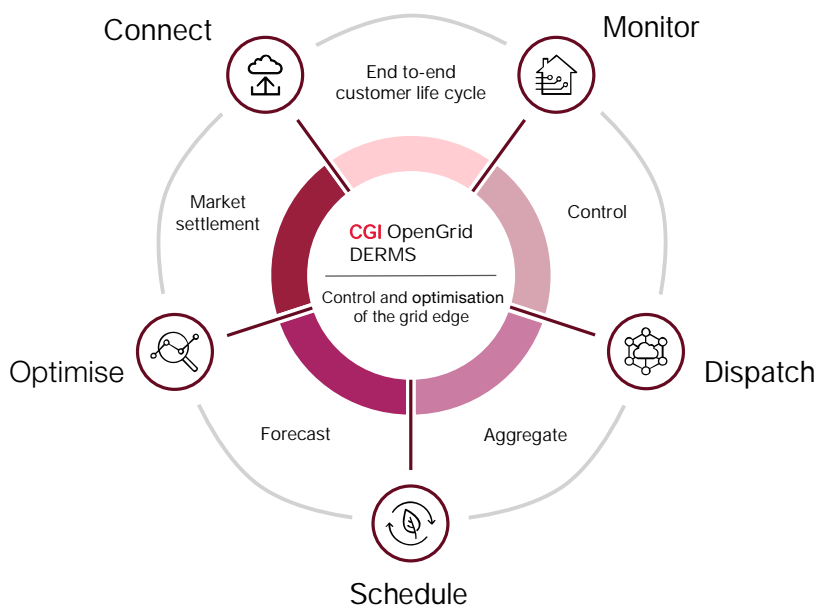 Connect
Monitor
End to-end
customer life cycle
Market
settlement
Control
CGI OpenGrid
DERMS
Control and optimisation
of the grid edge
Optimise
Dispatch
Forecast
Aggregate
Schedule